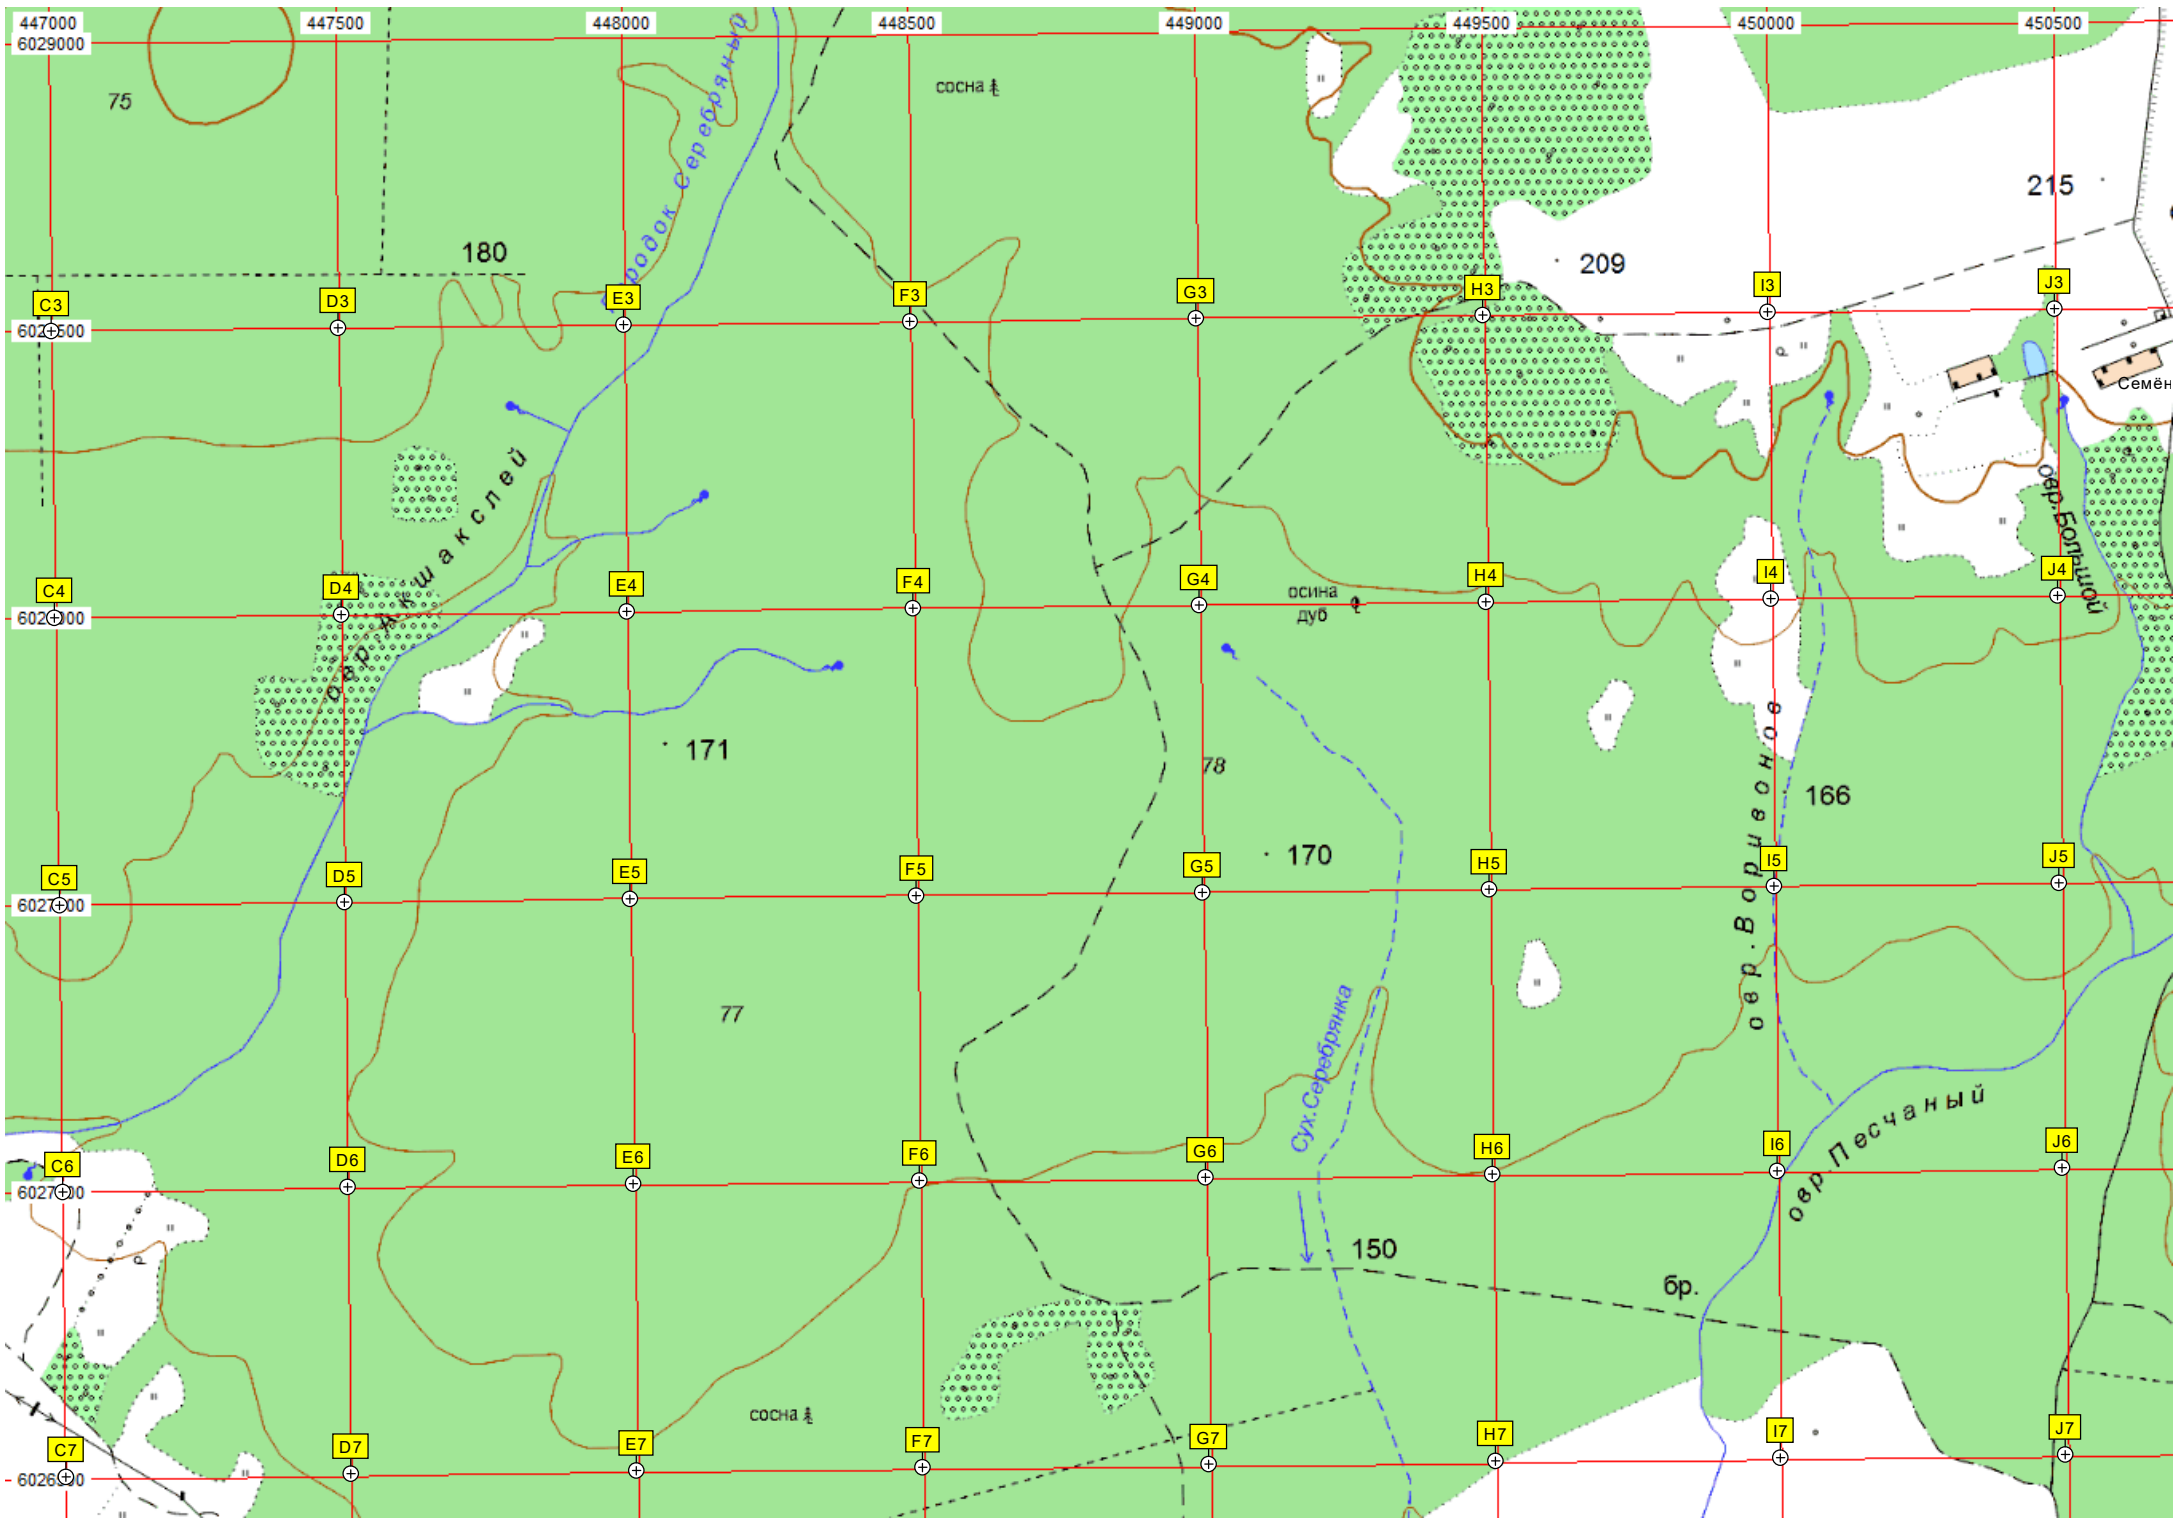 447000 447500 448000 448500 449000 449500 450000 450500
6029000
75
сосна
215
180
209
родок Серебряный
C3 D3 E3 F3 G3 H3 I3 J3
Семён
овр. Акшакслей
овр. Большой
C4 D4 E4 F4 G4 H4 I4 J4
осина
дуб
171
78
166
170
C5 D5 E5 F5 G5 H5 I5 J5
овр. Воривонов
77
Сух. Серебрянка
овр. Песчаный
C6 D6 E6 F6 G6 H6 I6 J6
150
бр.
сосна
C7 D7 E7 F7 G7 H7 I7 J7